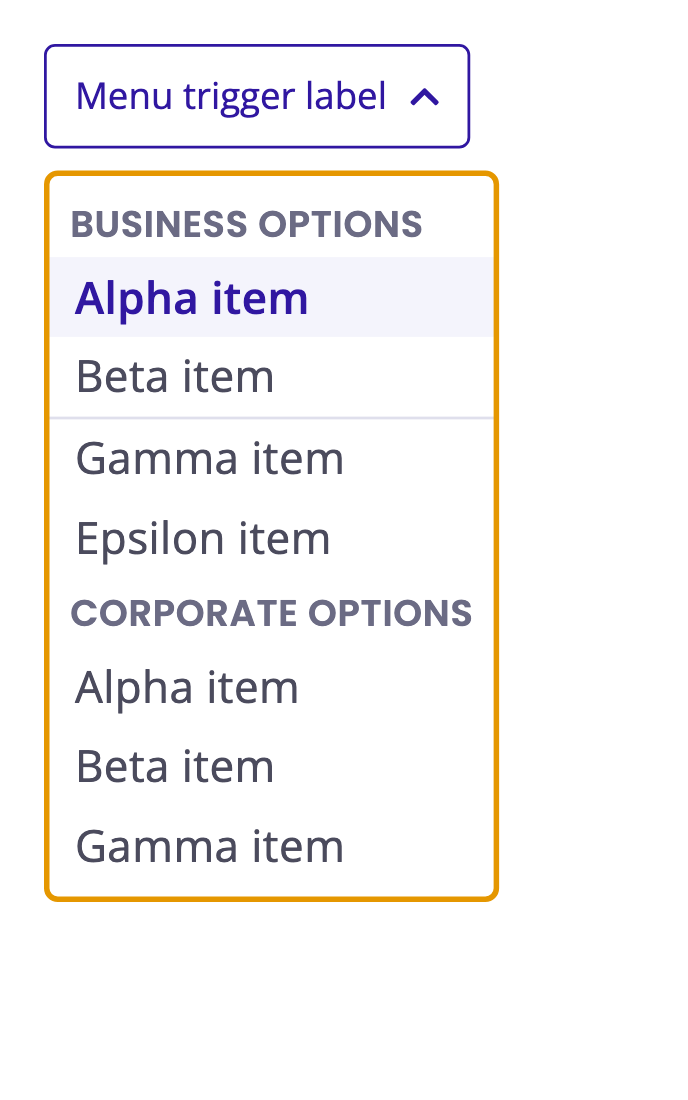 Menu trigger label
BUSINESS OPTIONS
Alpha item
Beta item
Gamma item
Epsilon item
CORPORATE OPTIONS
Alpha item
Beta item
Gamma item